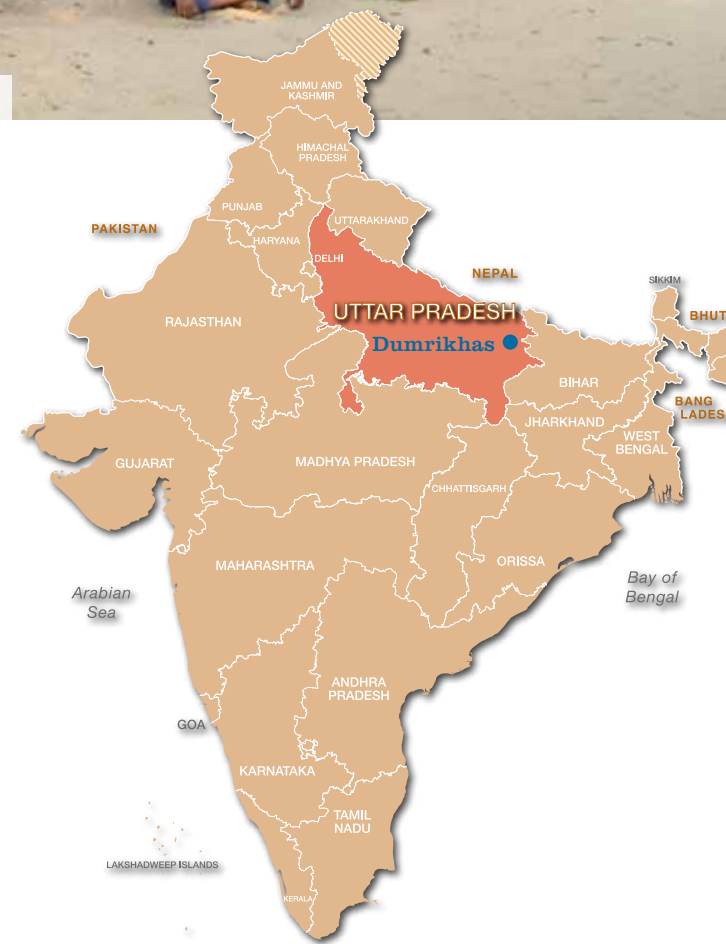 JAMMU AND
KASHMIR
HIMACHAL
PRADESH
PUNJAB
UTTARAKHAND
PAKISTAN
HARYANA
DELHI
NEPAL
SIKKIM
UTTAR PRADESH
BHUT
RAJASTHAN
Dumrikhas
BIHAR
BANG
LADES
JHARKHAND
WEST
BENGAL
GUJARAT
MADHYA PRADESH
CHHATTISGARH
MAHARASHTRA
ORISSA
Arabian
Sea
Bay of
Bengal
ANDHRA
PRADESH
GOA
KARNATAKA
TAMIL
NADU
LAKSHADWEEP ISLANDS
KERALA